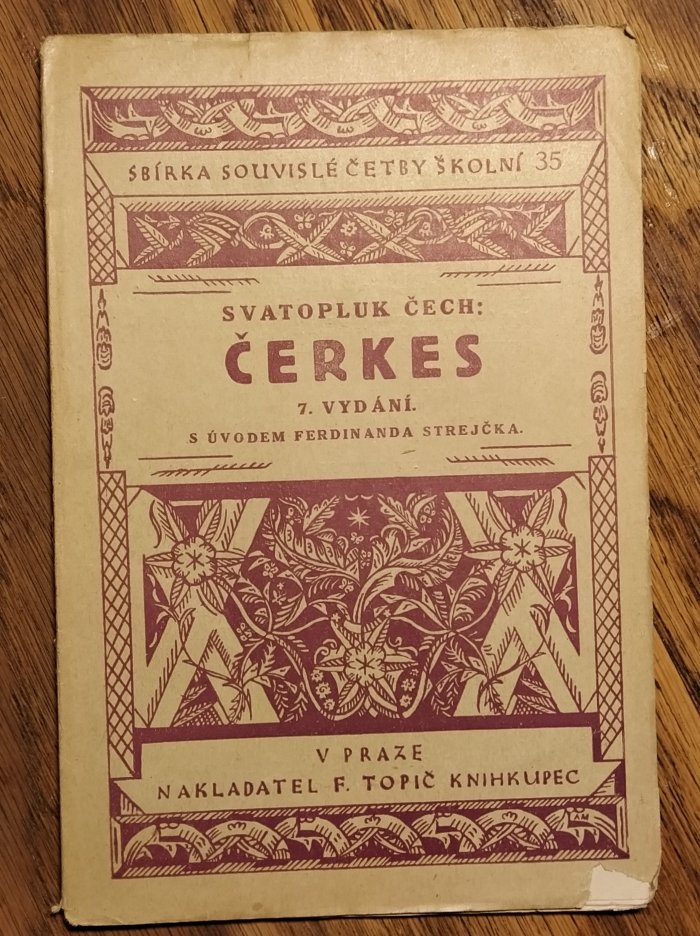 SBÍRKA SOUVISLÉ ČETBY ŠKOLNÍ 35
SVATOPLUK ČECH:
ČERKES
7. VYDÁNÍ.
S ÚVODEM FERDINANDA STREJČKA.
V PRAZE
NAKLADATEL F. TOPIČ KNIHKUPEC